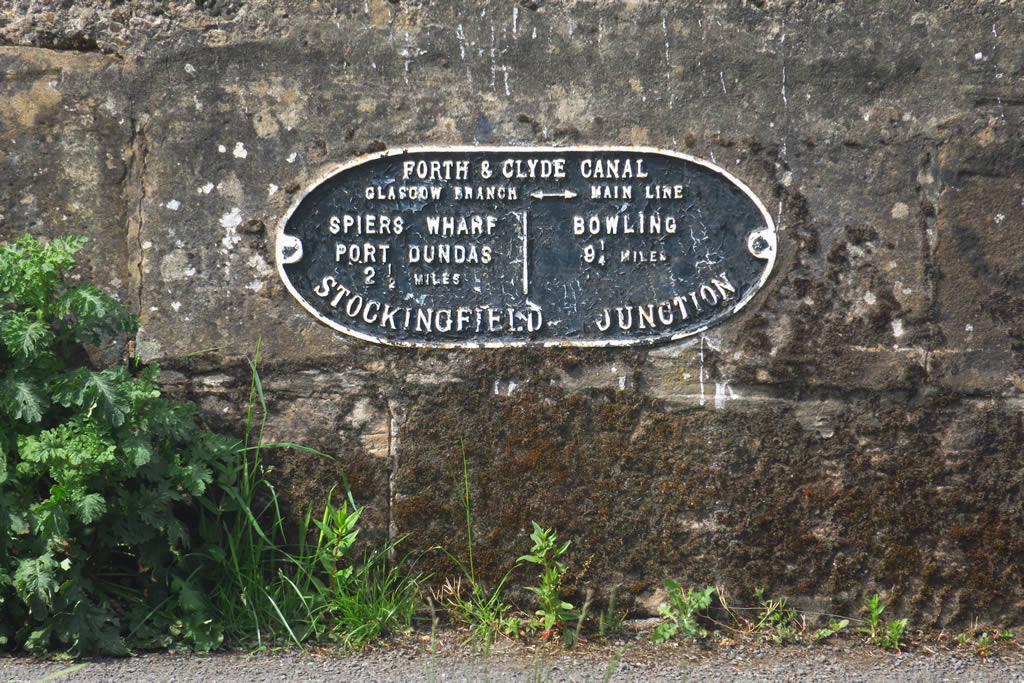 FORTH & CLYDE CANAL
GLASGOW BRANCH ↔ MAIN LINE
SPIERS WHARF
PORT DUNDAS
2½ MILES
BOWLING
9¼ MILES
STOCKINGFIELD JUNCTION